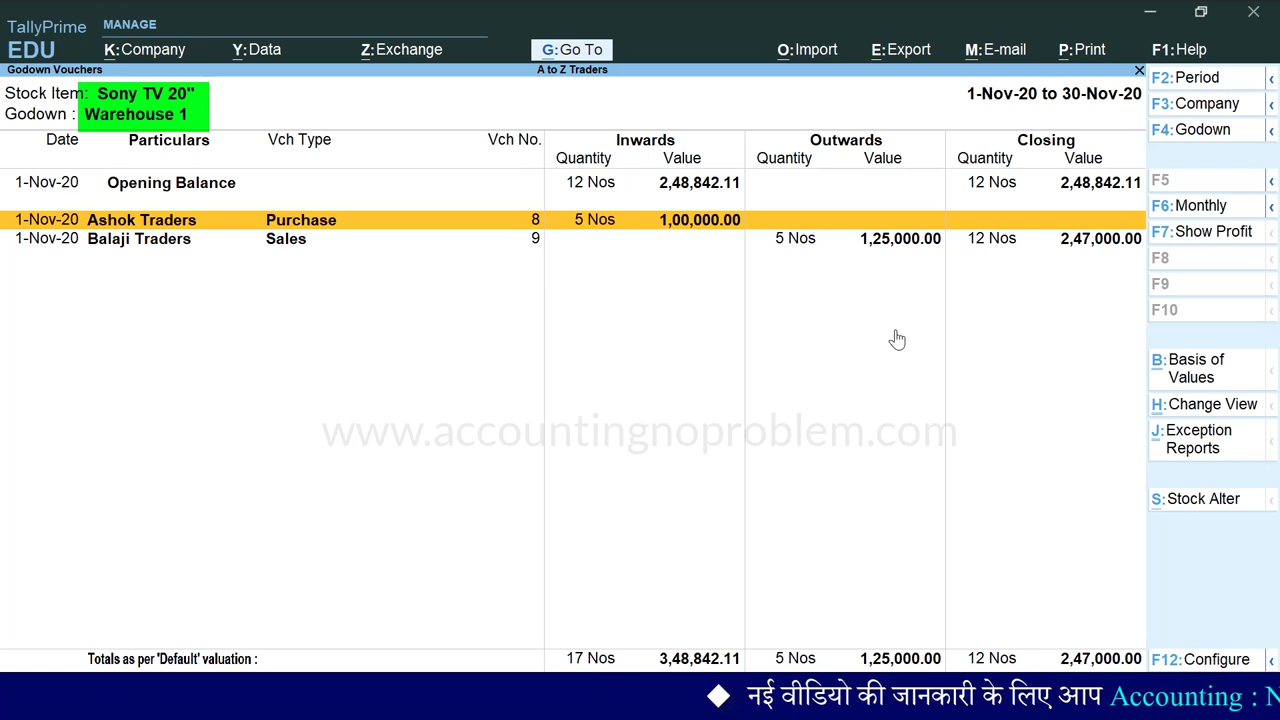 TallyPrime MANAGE
EDU K:Company Y:Data Z:Exchange G:Go To O:Import E:Export M:E-mail P:Print F1:Help
Godown Vouchers A to Z Traders
Stock Item: Sony TV 20" 1-Nov-20 to 30-Nov-20
Godown : Warehouse 1
Date Particulars Vch Type Vch No. Inwards Outwards Closing
Quantity Value Quantity Value Quantity Value
1-Nov-20 Opening Balance 12 Nos 2,48,842.11 12 Nos 2,48,842.11
1-Nov-20 Ashok Traders Purchase 8 5 Nos 1,00,000.00
1-Nov-20 Balaji Traders Sales 9 5 Nos 1,25,000.00 12 Nos 2,47,000.00
www.accountingnoproblem.com
Totals as per 'Default' valuation : 17 Nos 3,48,842.11 5 Nos 1,25,000.00 12 Nos 2,47,000.00
F2:Period
F3:Company
F4:Godown
F5
F6:Monthly
F7:Show Profit
F8
F9
F10
B:Basis of
Values
H:Change View
J:Exception
Reports
S:Stock Alter
F12:Configure
नई वीडियो की जानकारी के लिए आप Accounting : N